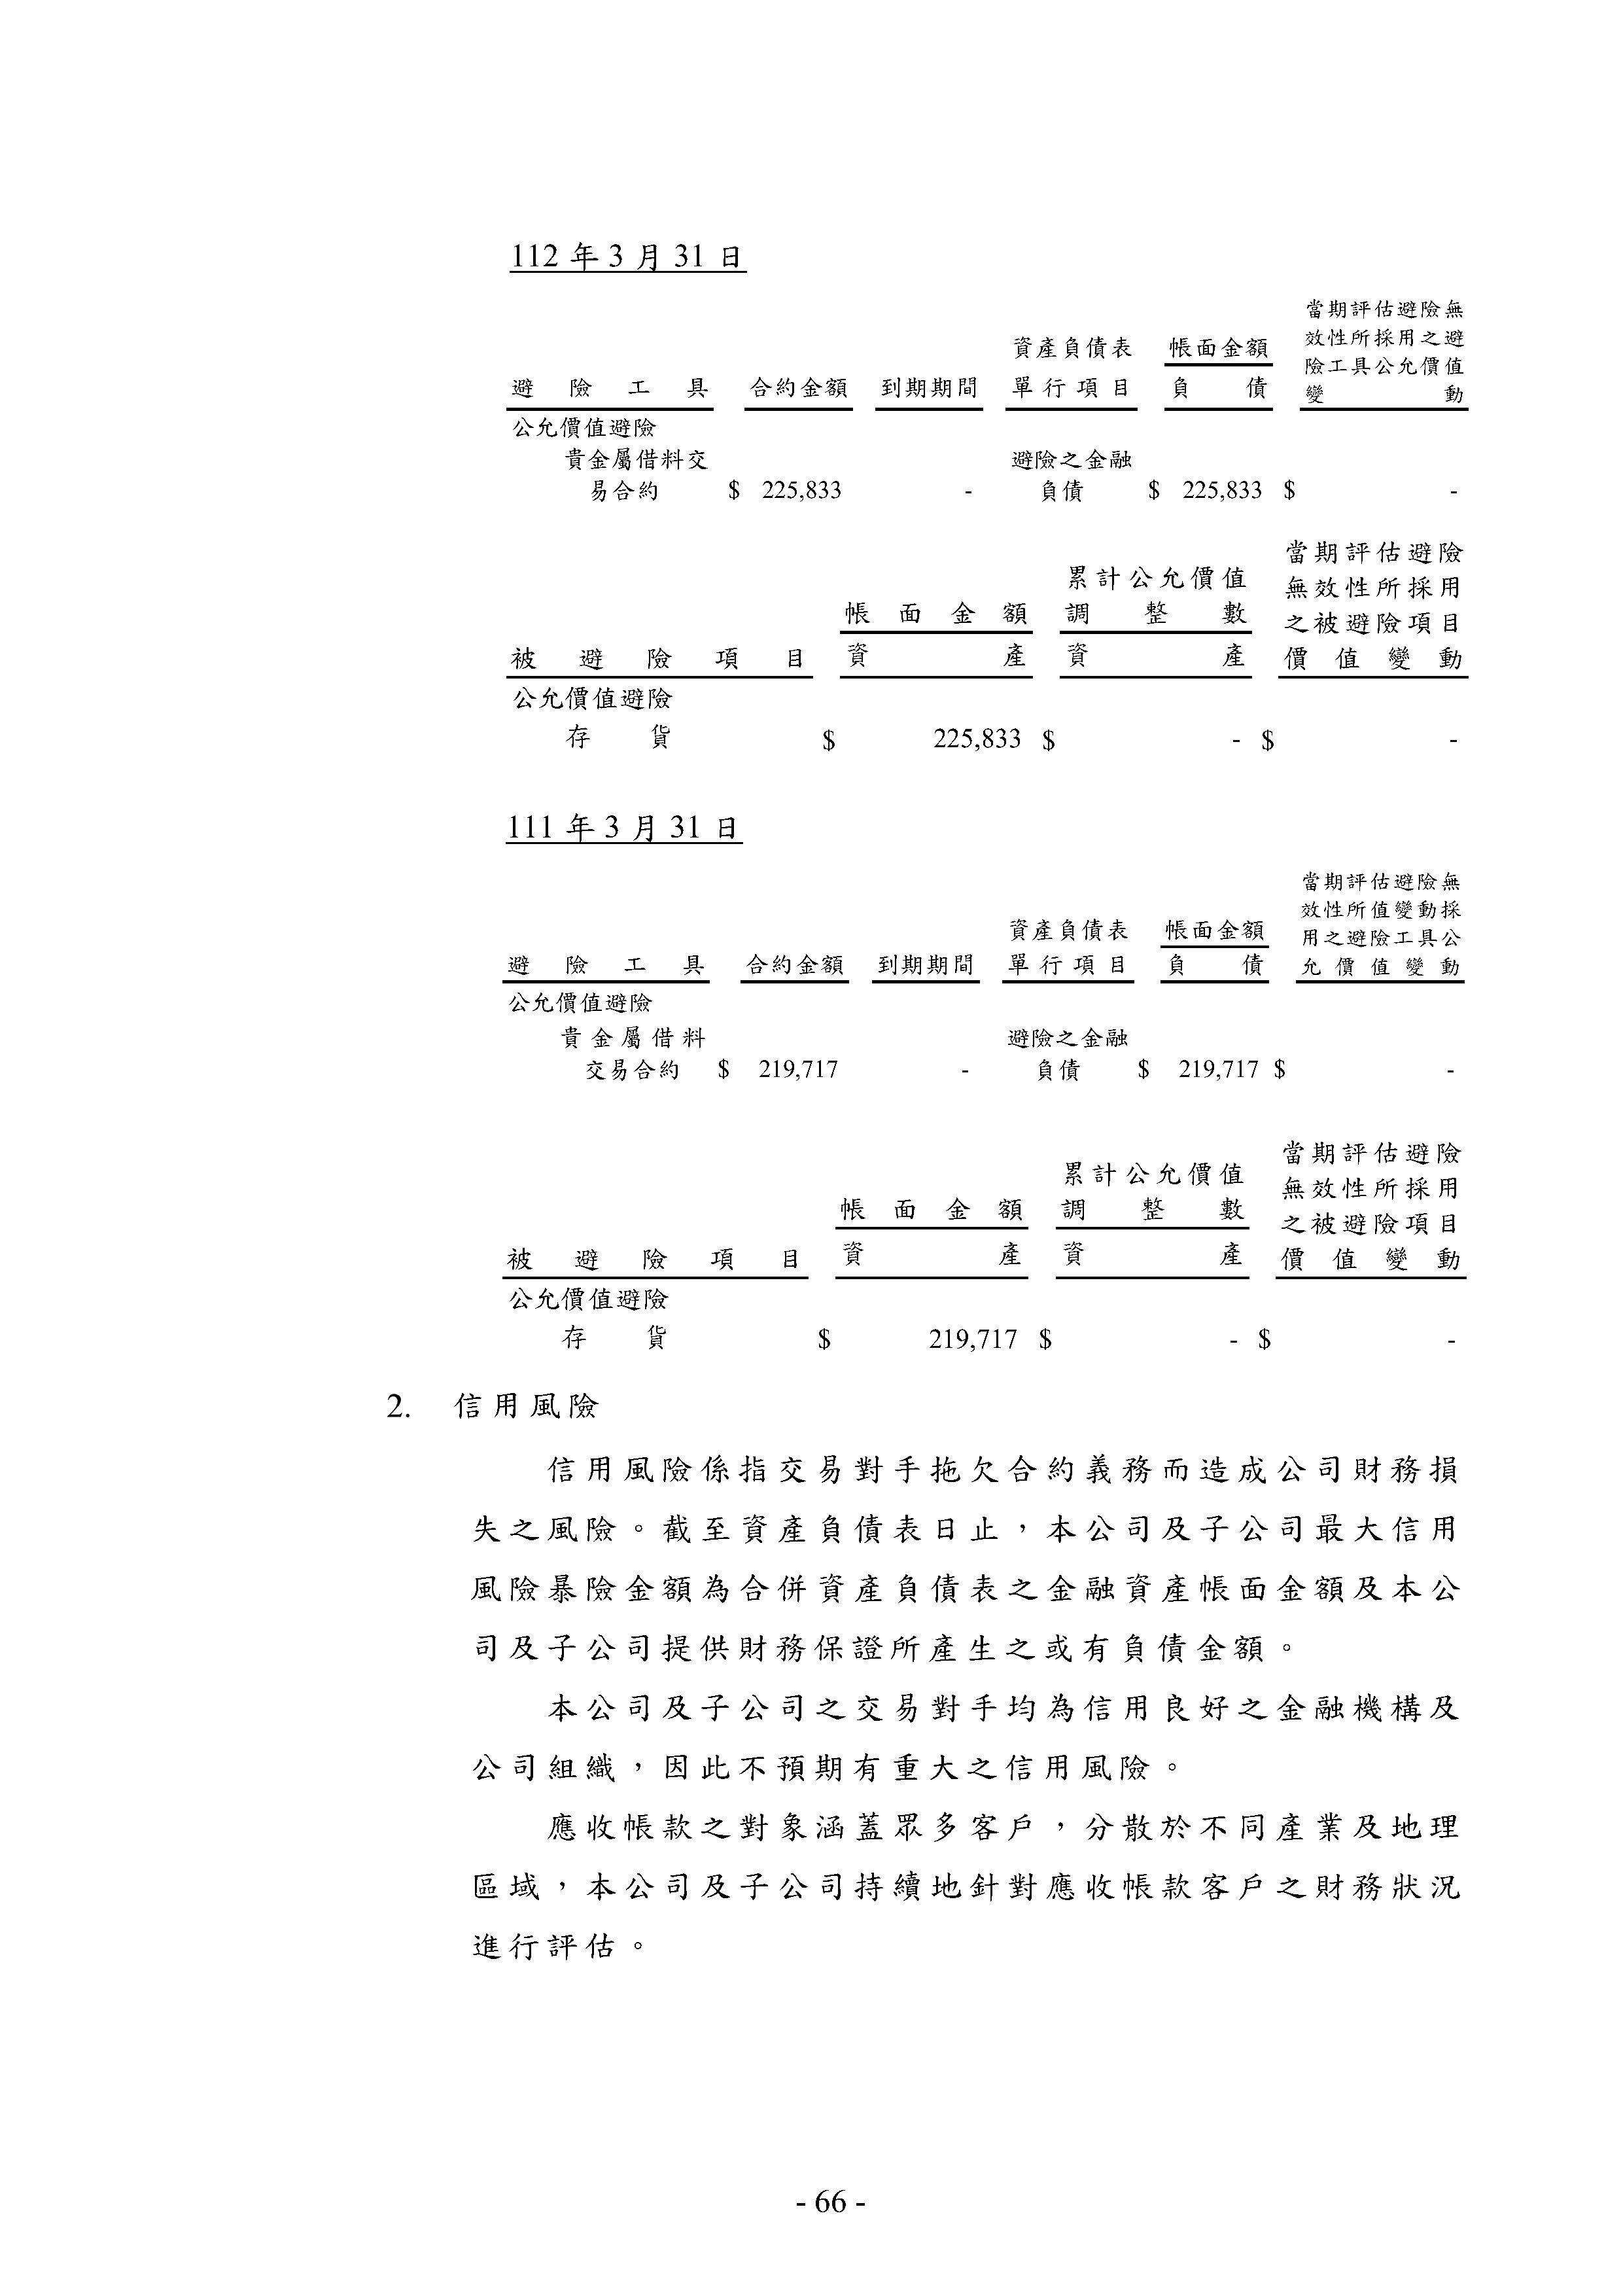 112 年 3 月 31 日
當期評估避險無
效性所採用之避
資產負債表 帳面金額
險工具公允價值
避險工具 合約金額 到期期間 單行項目 負債 變動
公允價值避險
貴金屬借料交 避險之金融
易合約 $ 225,833 - 負債 $ 225,833 $ -
當期評估避險
累計公允價值
無效性所採用
帳面金額 調整數
之被避險項目
被避險項目 資產 資產 價值變動
公允價值避險
存貨 $ 225,833 $ - $ -
111 年 3 月 31 日
當期評估避險無
效性所值變動採
資產負債表 帳面金額
用之避險工具公
避險工具 合約金額 到期期間 單行項目 負債 允價值變動
公允價值避險
貴金屬借料 避險之金融
交易合約 $ 219,717 - 負債 $ 219,717 $ -
當期評估避險
累計公允價值
無效性所採用
帳面金額 調整數
之被避險項目
被避險項目 資產 資產 價值變動
公允價值避險
存貨 $ 219,717 $ - $ -
2. 信用風險
信用風險係指交易對手拖欠合約義務而造成公司財務損
失之風險。截至資產負債表日止，本公司及子公司最大信用
風險暴險金額為合併資產負債表之金融資產帳面金額及本公
司及子公司提供財務保證所產生之或有負債金額。
本公司及子公司之交易對手均為信用良好之金融機構及
公司組織，因此不預期有重大之信用風險。
應收帳款之對象涵蓋眾多客戶，分散於不同產業及地理
區域，本公司及子公司持續地針對應收帳款客戶之財務狀況
進行評估。
- 66 -